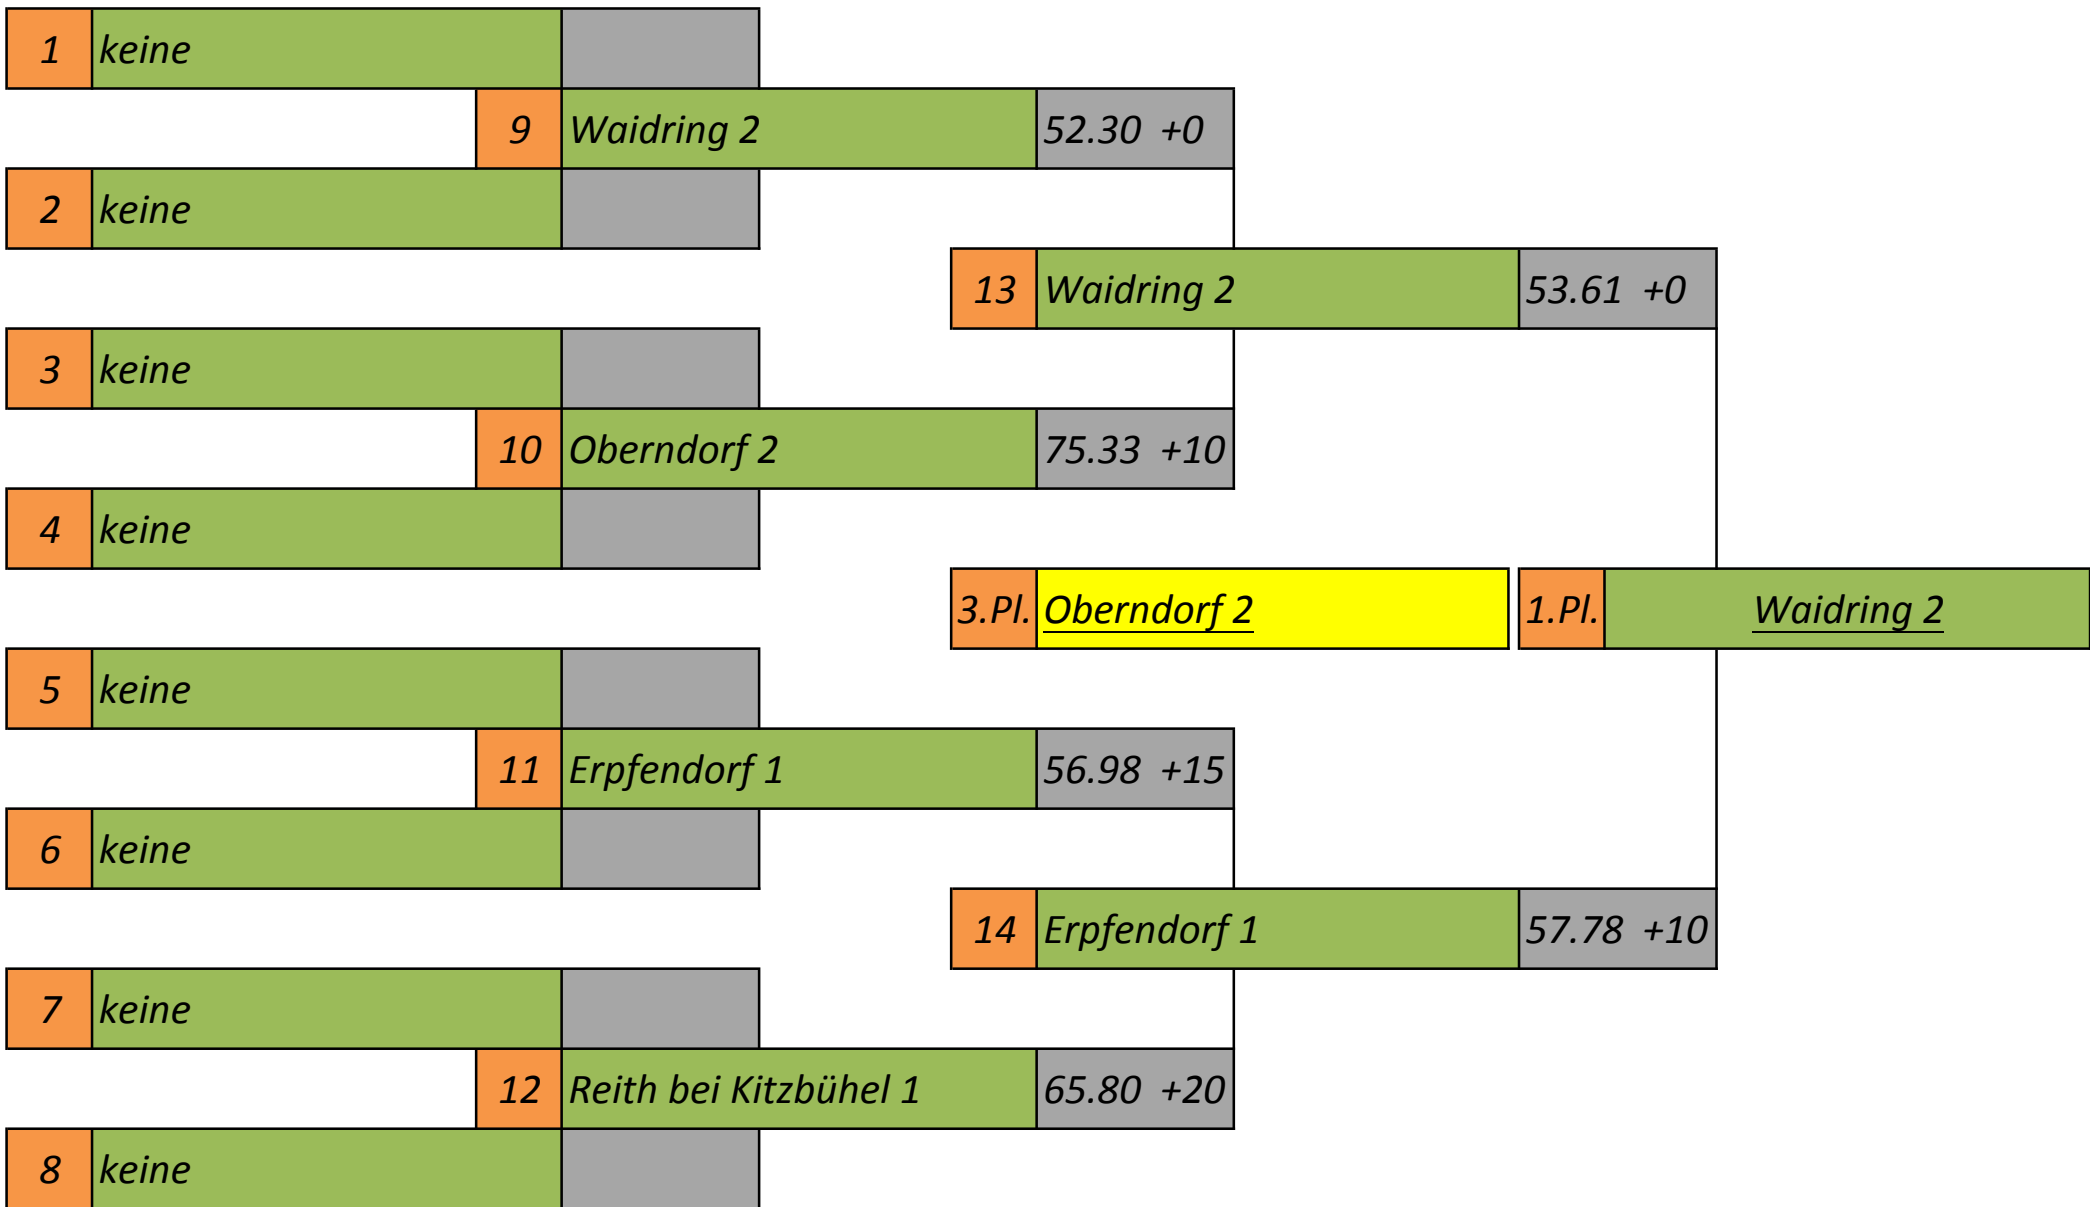 1 keine
9 Waidring 2 52.30 +0
2 keine
13 Waidring 2 53.61 +0
3 keine
10 Oberndorf 2 75.33 +10
4 keine
3.Pl. Oberndorf 2 1.Pl. Waidring 2
5 keine
11 Erpfendorf 1 56.98 +15
6 keine
14 Erpfendorf 1 57.78 +10
7 keine
12 Reith bei Kitzbühel 1 65.80 +20
8 keine